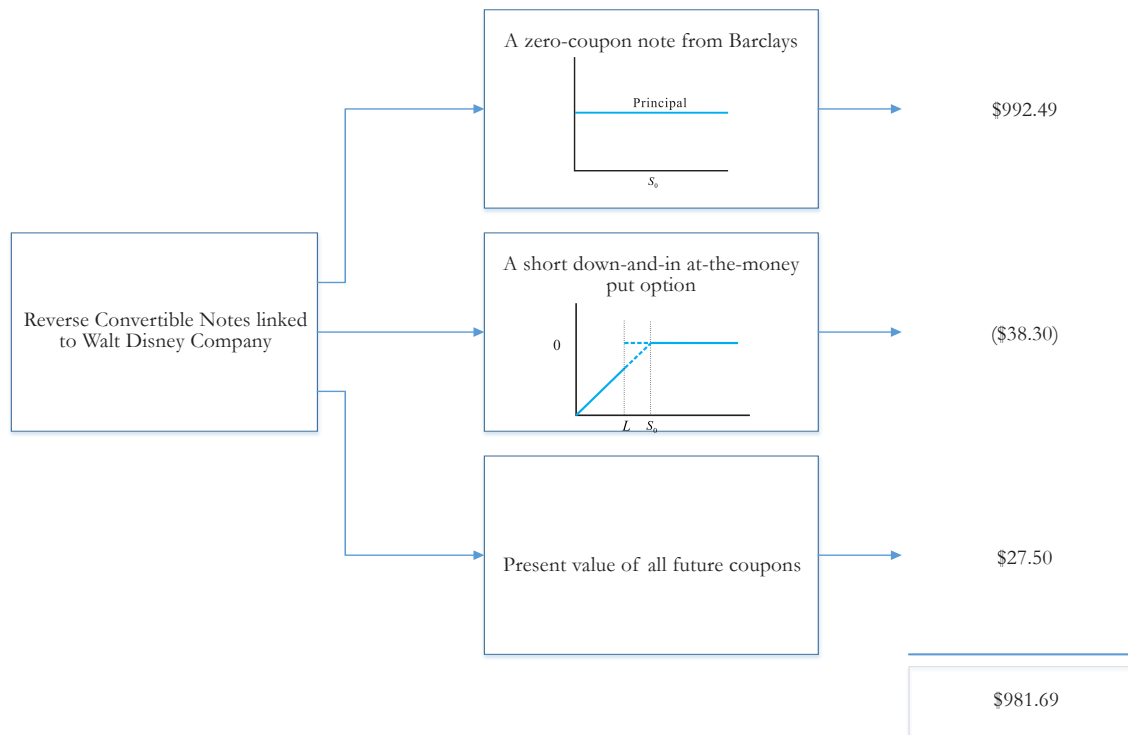 A zero-coupon note from Barclays
Principal
S₀
$992.49
Reverse Convertible Notes linked
to Walt Disney Company
A short down-and-in at-the-money
put option
0
L S₀
($38.30)
Present value of all future coupons
$27.50
$981.69